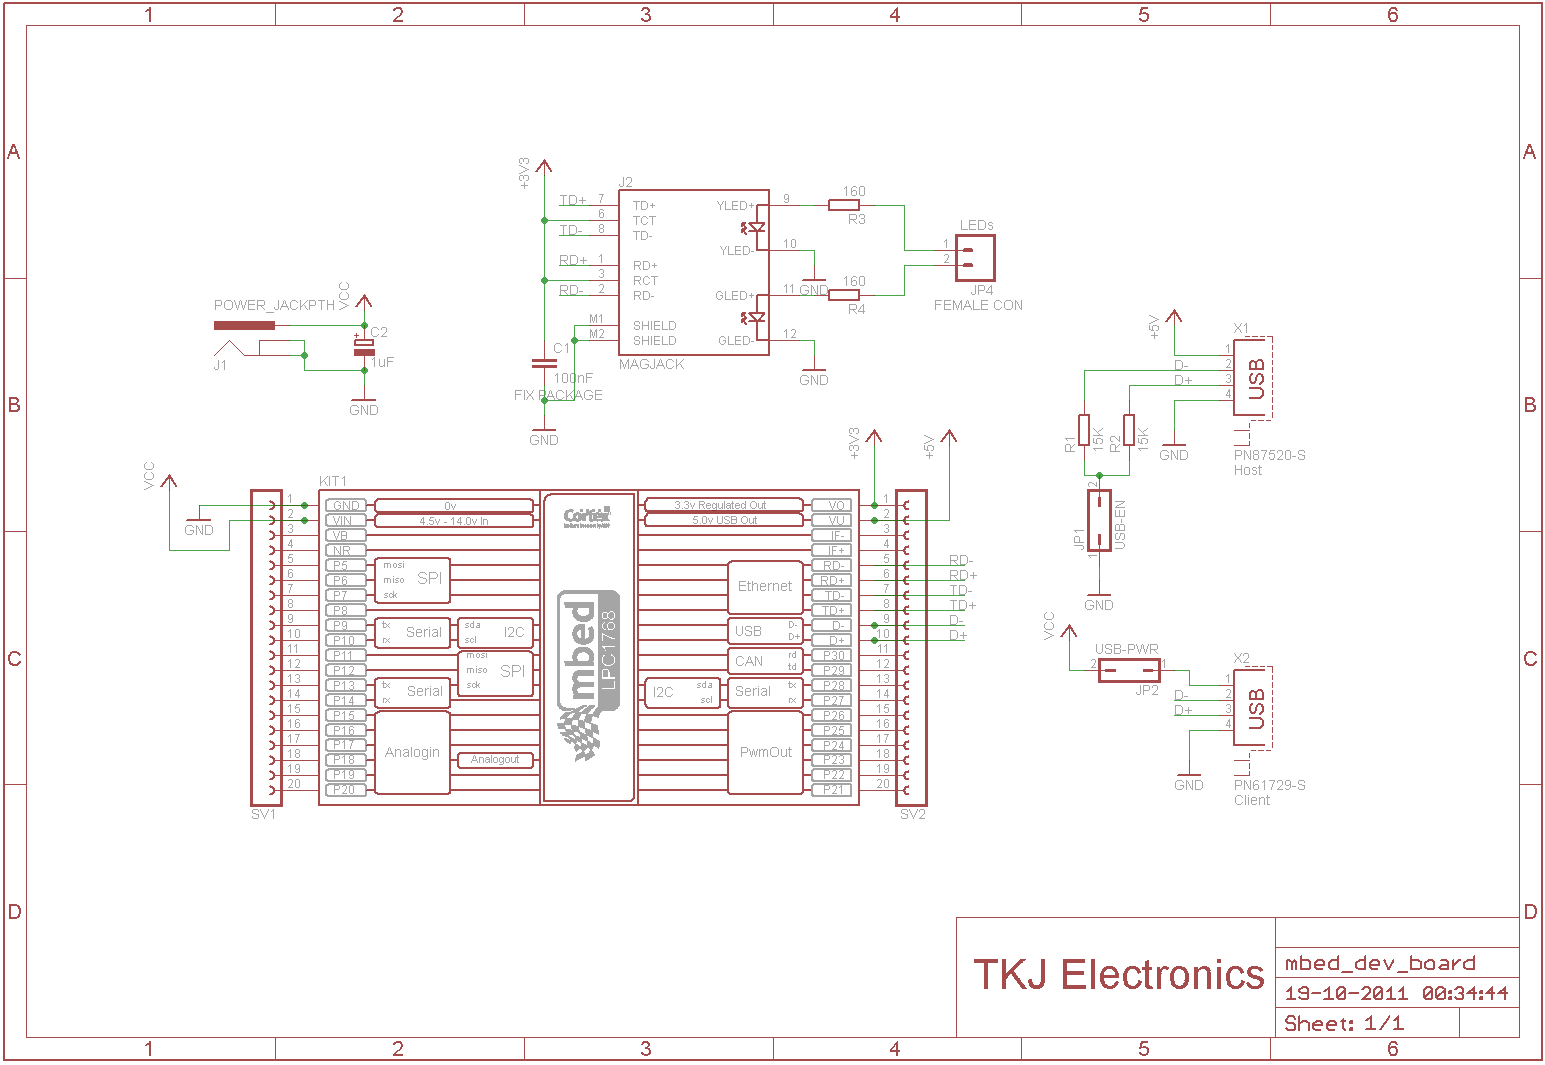 1 2 3 4 5 6
A A
B B
C C
D D
1 2 3 4 5 6
+3V3
J2
TD+ 7 TD+
6 TCT
TD- 8 TD-
RD+ 1 RD+
3 RCT
RD- 2 RD-
M1 SHIELD
M2 SHIELD
MAGJACK
YLED+ 9
YLED- 10
GLED+ 11
GLED- 12
160
R3
GND
160
R4
GND
LEDs
1
2
JP4
FEMALE CON
C1
100nF
FIX PACKAGE
GND
POWER_JACKPTH
VCC
J1
+
C2
1uF
GND
+5V
X1
1
D- 2
D+ 3
4
USB
R1
15K
R2
15K
GND
PN87520-S
Host
2
JP1
USB-EN
1
GND
VCC
USB-PWR
2 1
JP2
X2
1
D- 2
D+ 3
4
USB
GND
PN61729-S
Client
VCC
GND
KIT1
+3V3
+5V
1 GND 0v 3.3v Regulated Out VO 1
2 VIN 4.5v - 14.0v In 5.0v USB Out VU 2
3 VB IF- 3
4 NR IF+ 4
5 P5 mosi RD- 5 RD-
6 P6 miso SPI Ethernet RD+ 6 RD+
7 P7 sck TD- 7 TD-
8 P8 TD+ 8 TD+
9 P9 tx Serial sda I2C USB D- D- 9 D-
10 P10 rx scl D+ D+ 10 D+
11 P11 mosi CAN rd P30 11
12 P12 miso SPI td P29 12
13 P13 tx Serial sck I2C sda Serial tx P28 13
14 P14 rx scl rx P27 14
15 P15 P26 15
16 P16 P25 16
17 P17 Analogin PwmOut P24 17
18 P18 Analogout P23 18
19 P19 P22 19
20 P20 P21 20
SV1
SV2
Cortex
mbed
LPC1768
TKJ Electronics
mbed_dev_board
19-10-2011 00:34:44
Sheet: 1/1